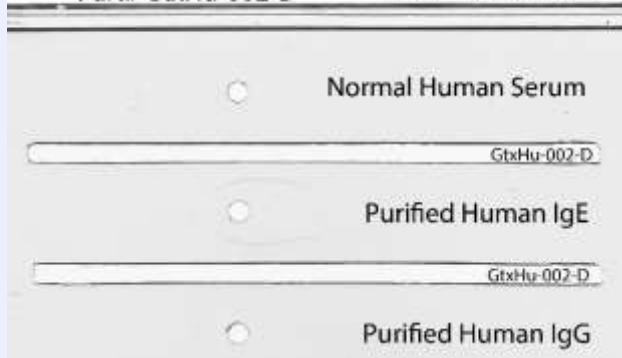 Normal Human Serum
GtxHu-002-D
Purified Human IgE
GtxHu-002-D
Purified Human IgG